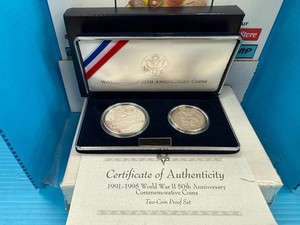 Store
WORLD WAR II 50TH ANNIVERSARY COINS
Certificate of Authenticity
1991-1995 World War II 50th Anniversary
Commemorative Coins
Two-Coin Proof Set